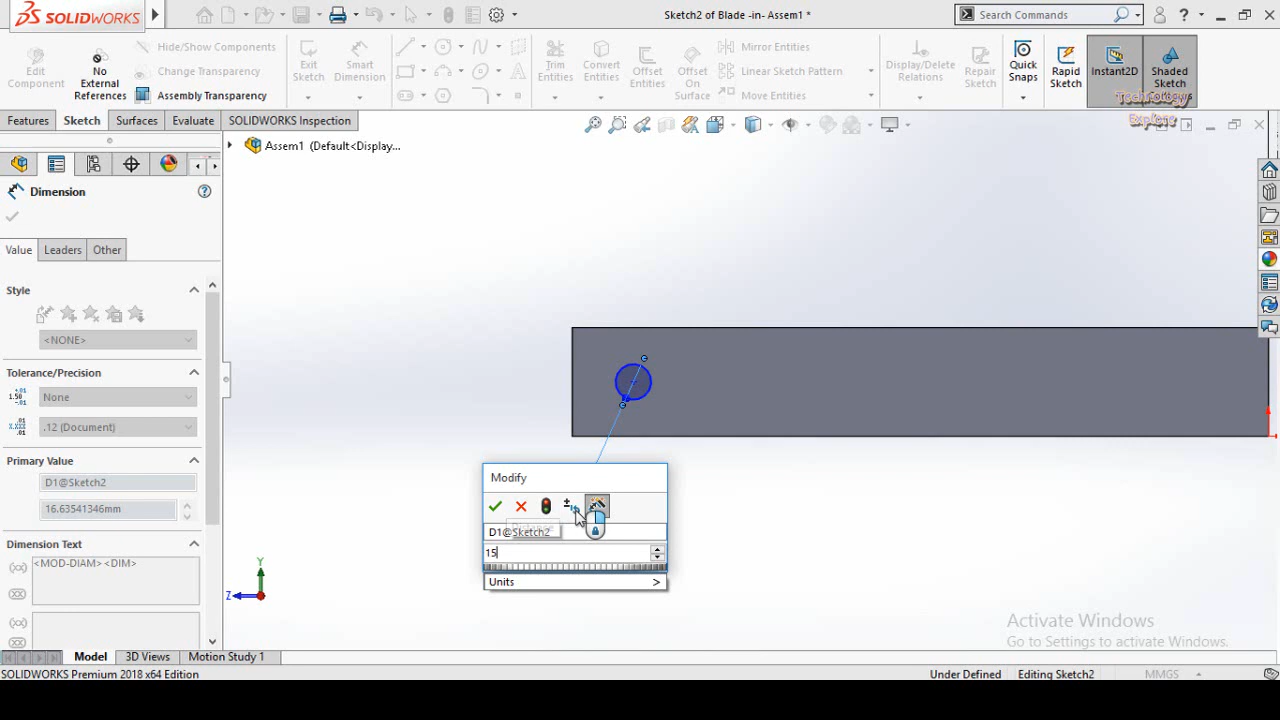 SOLIDWORKS
Sketch2 of Blade -in- Assem1 *
Search Commands
?
Edit
Component
No
External
References
Hide/Show Components
Change Transparency
Assembly Transparency
Exit
Sketch
Smart
Dimension
Trim
Entities
Convert
Entities
Offset
Entities
Offset
On
Surface
Mirror Entities
Linear Sketch Pattern
Move Entities
Display/Delete
Relations
Repair
Sketch
Quick
Snaps
Rapid
Sketch
Instant2D
Shaded
Sketch
Contours
Technology
Explore
Features
Sketch
Surfaces
Evaluate
SOLIDWORKS Inspection
Assem1 (Default<Display...
Dimension
Value
Leaders
Other
Style
<NONE>
Tolerance/Precision
None
.12 (Document)
Primary Value
D1@Sketch2
16.63541346mm
Dimension Text
<MOD-DIAM><DIM>
Modify
D1@Sketch2
15
Units >
Y
Z
Activate Windows
Go to Settings to activate Windows.
Model
3D Views
Motion Study 1
SOLIDWORKS Premium 2018 x64 Edition
Under Defined
Editing Sketch2
MMGS